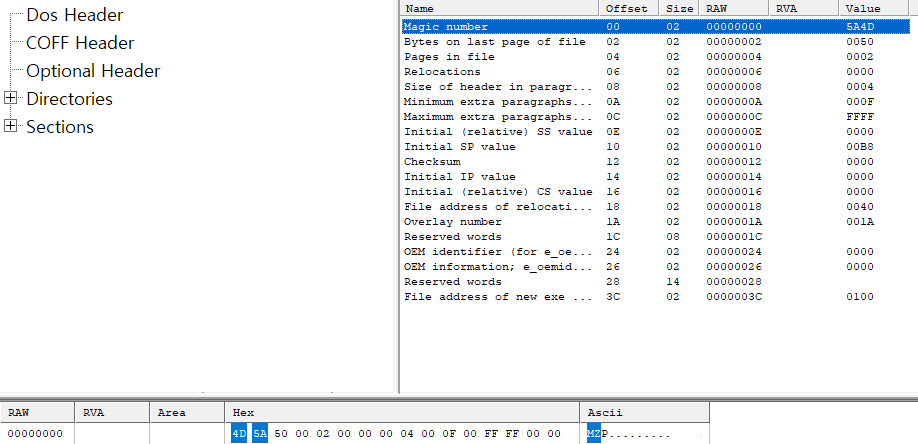 Dos Header
COFF Header
Optional Header
Directories
Sections
Name Offset Size RAW RVA Value
Magic number 00 02 00000000 5A4D
Bytes on last page of file 02 02 00000002 0050
Pages in file 04 02 00000004 0002
Relocations 06 02 00000006 0000
Size of header in paragr... 08 02 00000008 0004
Minimum extra paragraphs... 0A 02 0000000A 000F
Maximum extra paragraphs... 0C 02 0000000C FFFF
Initial (relative) SS value 0E 02 0000000E 0000
Initial SP value 10 02 00000010 00B8
Checksum 12 02 00000012 0000
Initial IP value 14 02 00000014 0000
Initial (relative) CS value 16 02 00000016 0000
File address of relocati... 18 02 00000018 0040
Overlay number 1A 02 0000001A 001A
Reserved words 1C 08 0000001C
OEM identifier (for e_oe... 24 02 00000024 0000
OEM information; e_oemid... 26 02 00000026 0000
Reserved words 28 14 00000028
File address of new exe ... 3C 02 0000003C 0100
RAW RVA Area Hex Ascii
00000000 4D 5A 50 00 02 00 00 00 04 00 0F 00 FF FF 00 00 MZP.........